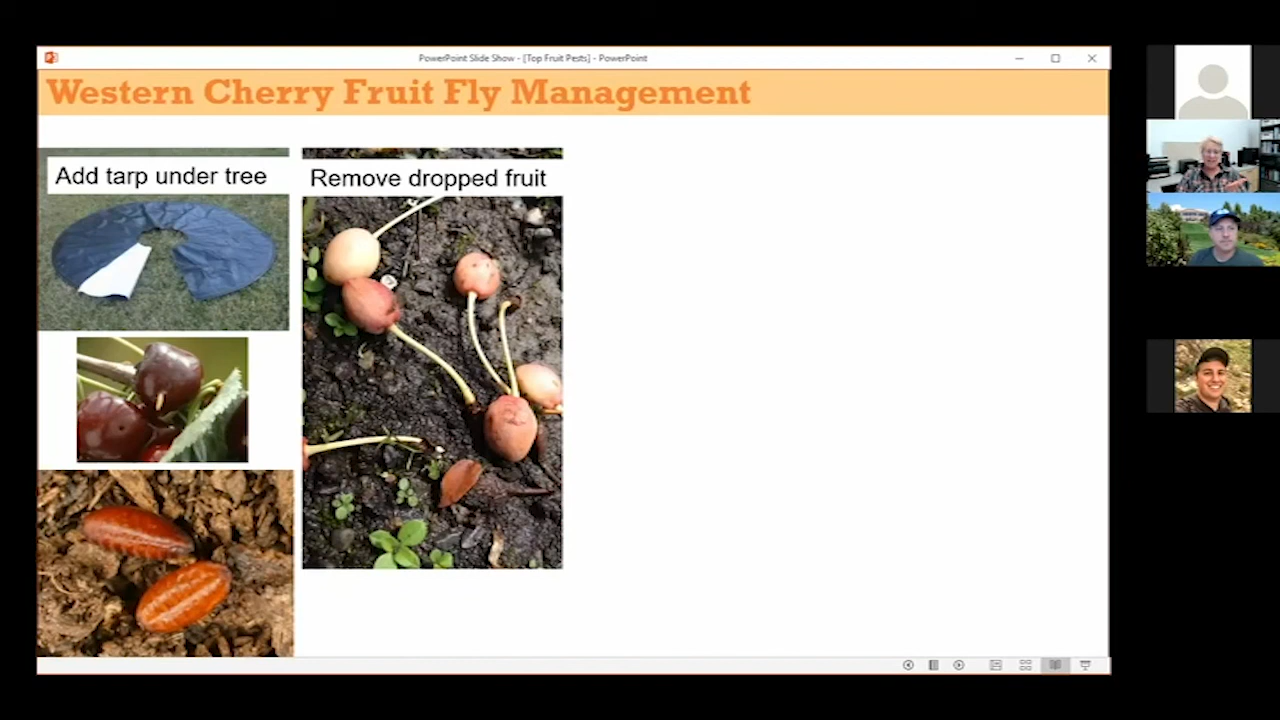 PowerPoint Slide Show - [Top Fruit Pests] - PowerPoint
Western Cherry Fruit Fly Management
Add tarp under tree
Remove dropped fruit